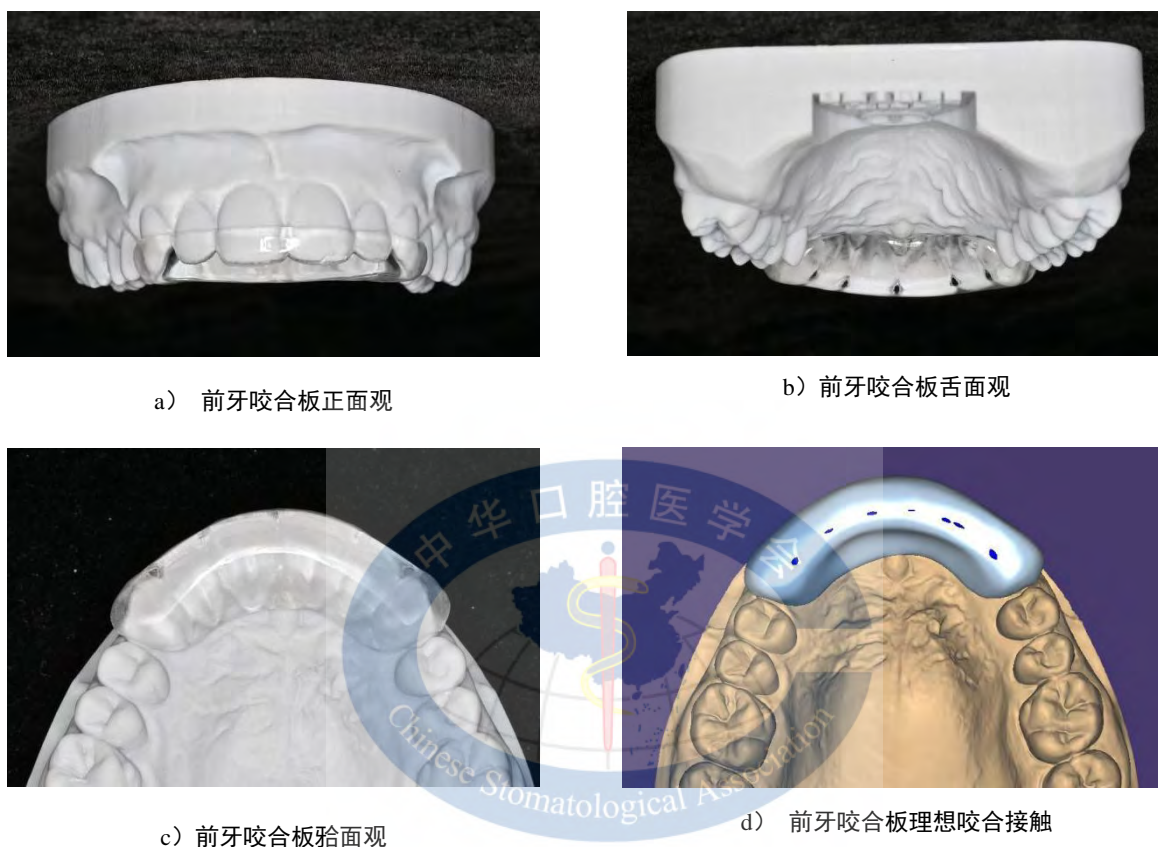 a） 前牙咬合板正面观
b）前牙咬合板舌面观
中华口腔医学会
Chinese Stomatological Association
c）前牙咬合板𬌗面观
d） 前牙咬合板理想咬合接触